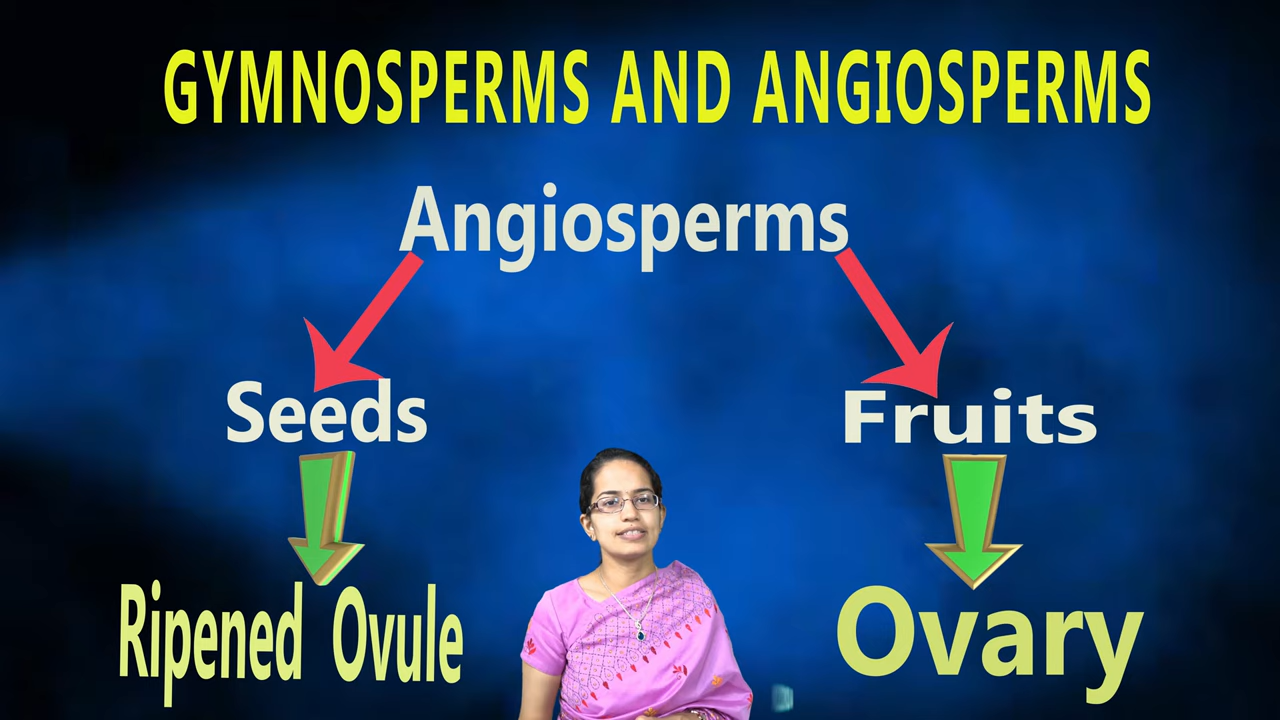 GYMNOSPERMS AND ANGIOSPERMS
Angiosperms
Seeds
Fruits
Ripened Ovule
Ovary